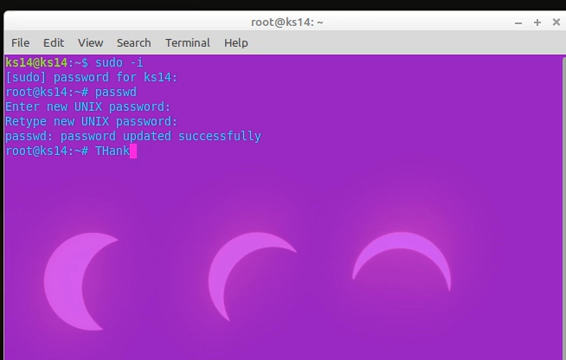 root@ks14: ~
File Edit View Search Terminal Help
ks14@ks14:~$ sudo -i
[sudo] password for ks14:
root@ks14:~# passwd
Enter new UNIX password:
Retype new UNIX password:
passwd: password updated successfully
root@ks14:~# THank